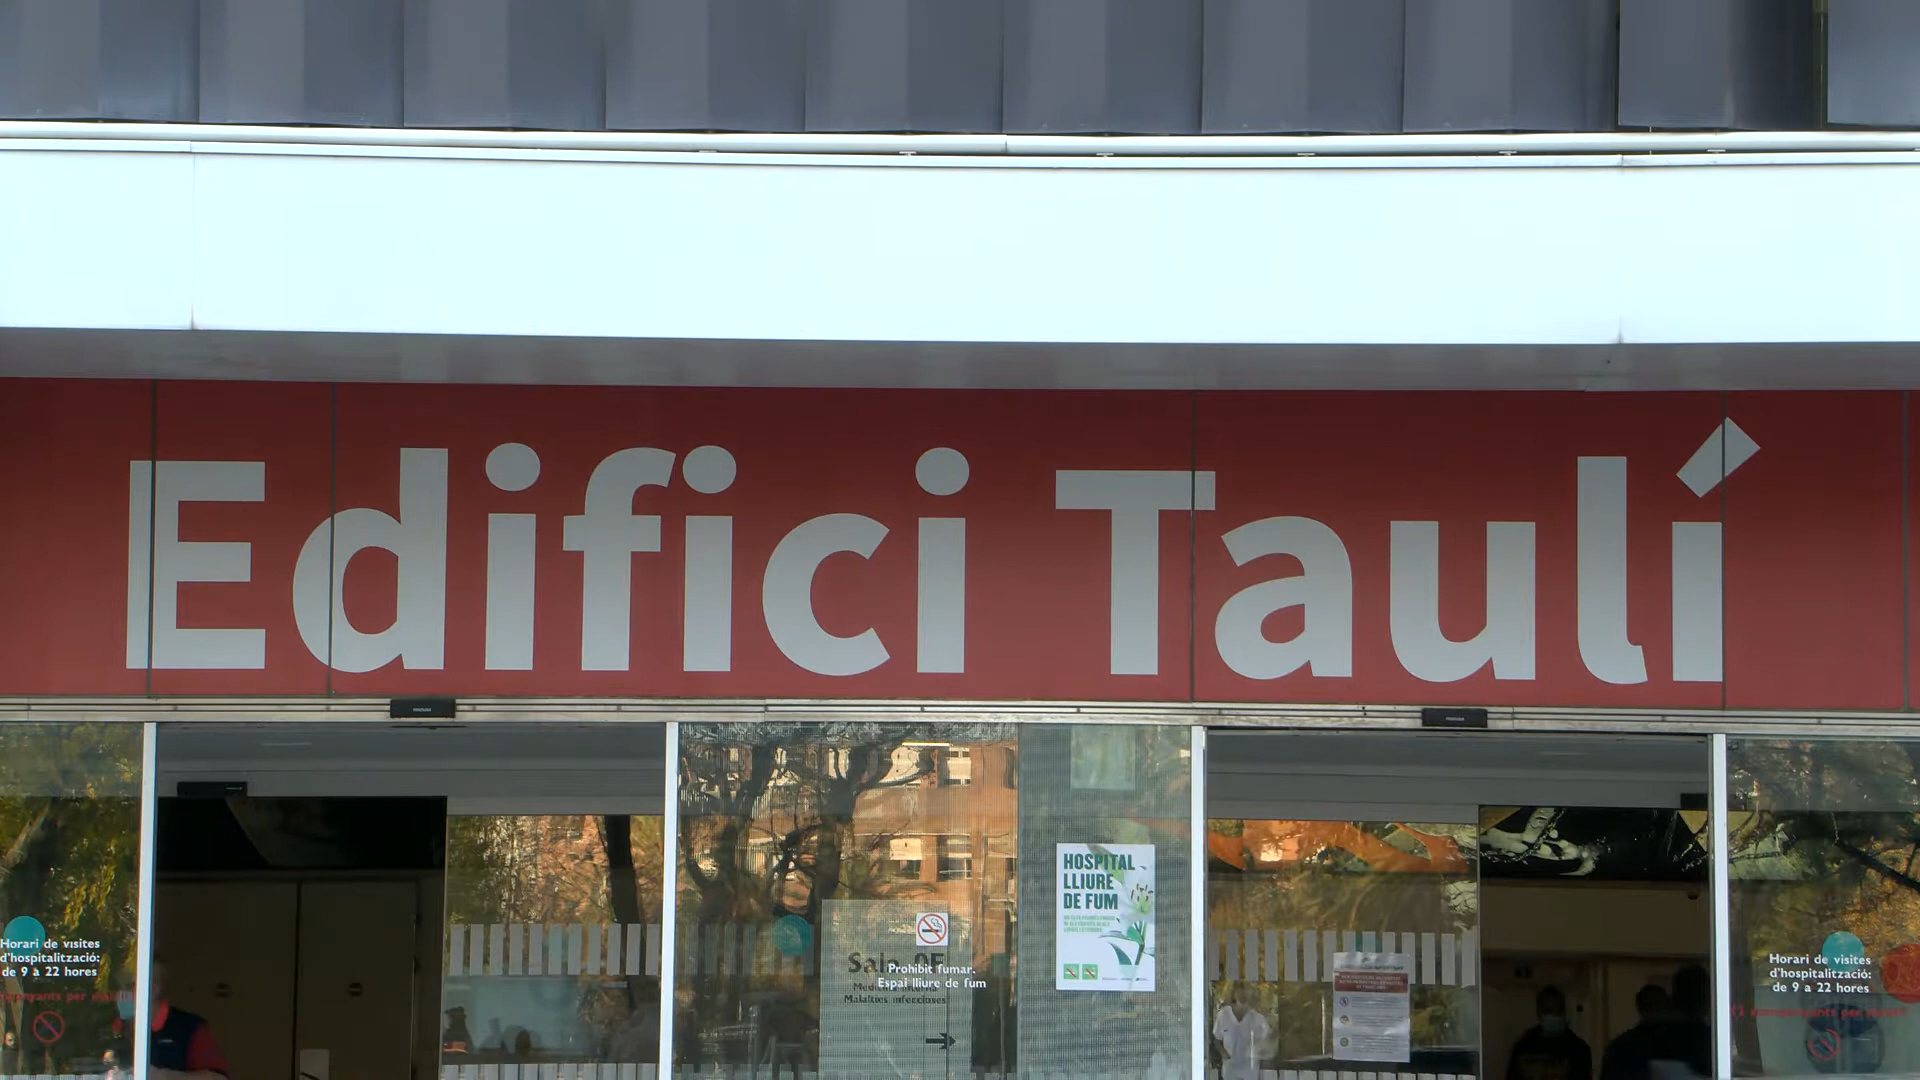 Edifici Taulí
HOSPITAL
LLIURE
DE FUM
Horari de visites
d'hospitalització:
de 9 a 22 hores
Prohibit fumar.
Espai lliure de fum
Malalties infeccioses
Horari de visites
d'hospitalització:
de 9 a 22 hores